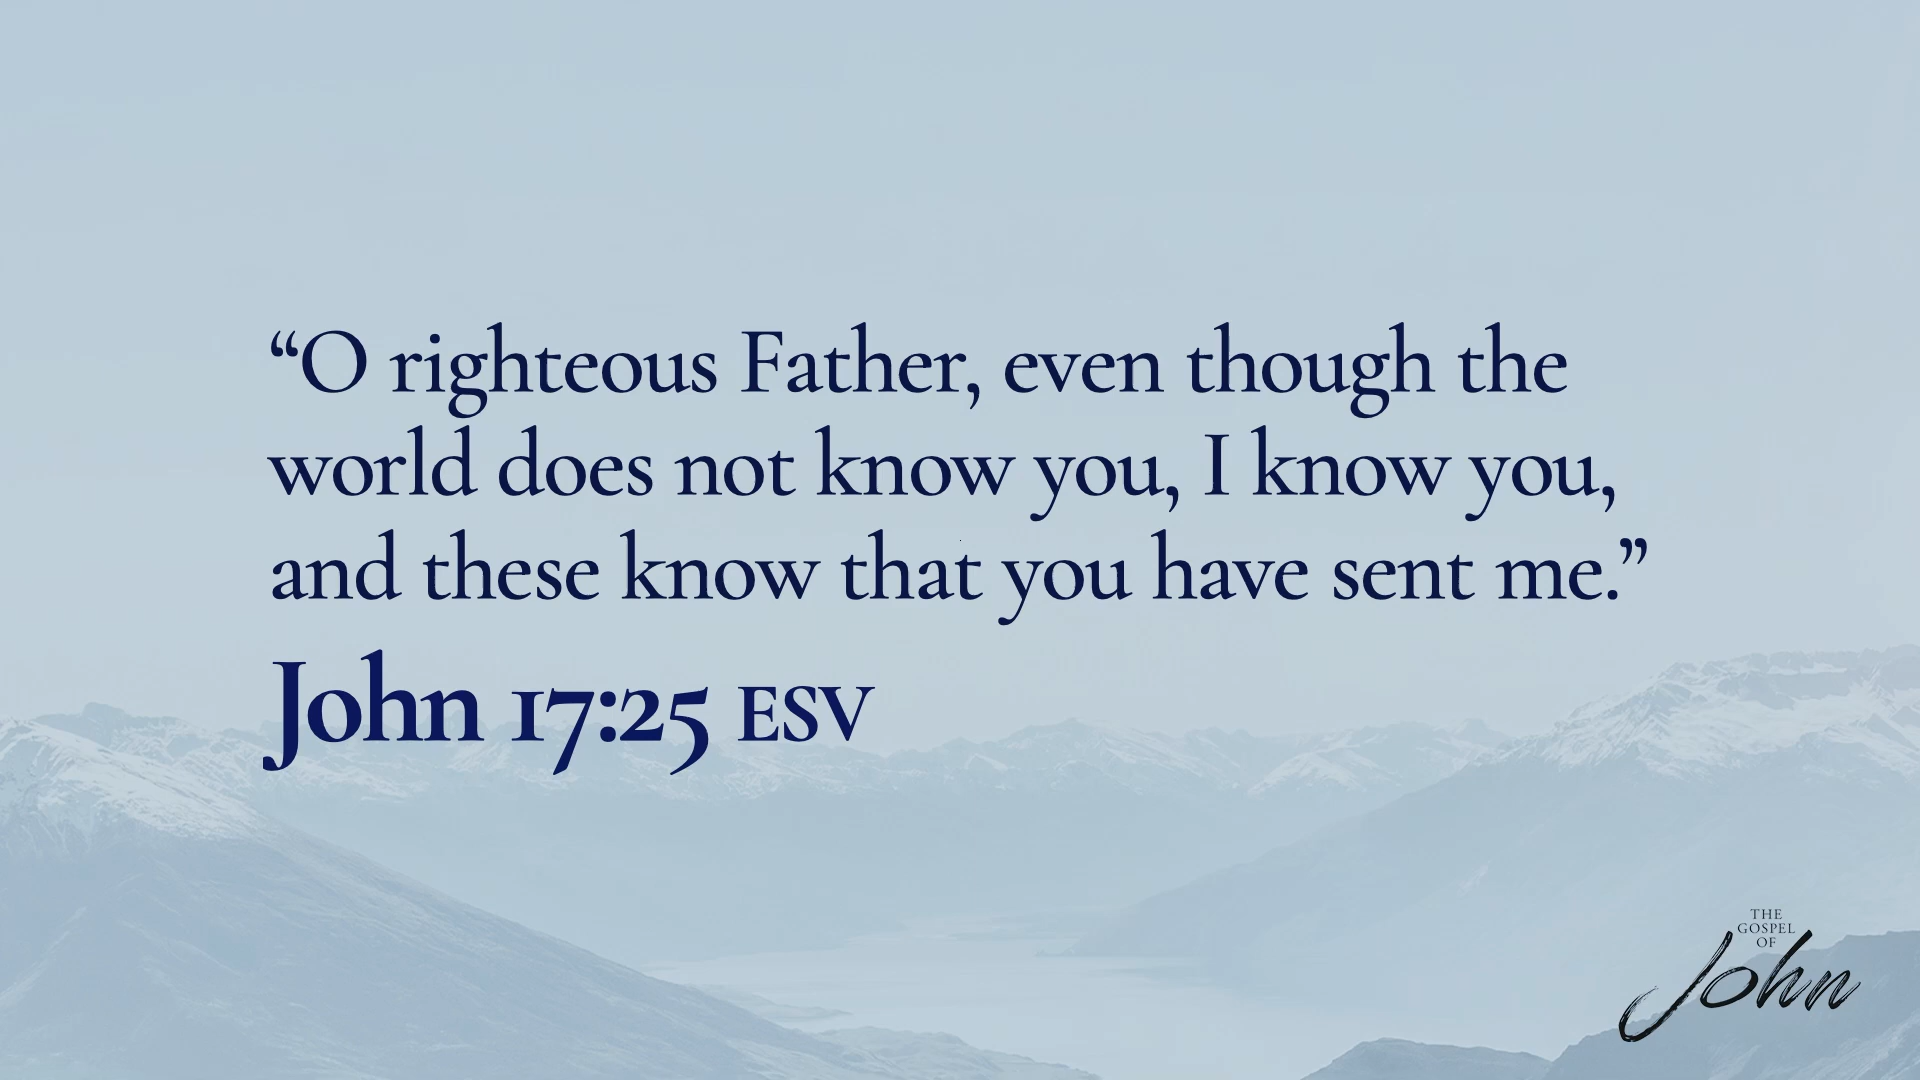 “O righteous Father, even though the
world does not know you, I know you,
and these know that you have sent me.”
John 17:25 ESV
THE
GOSPEL
OF
John